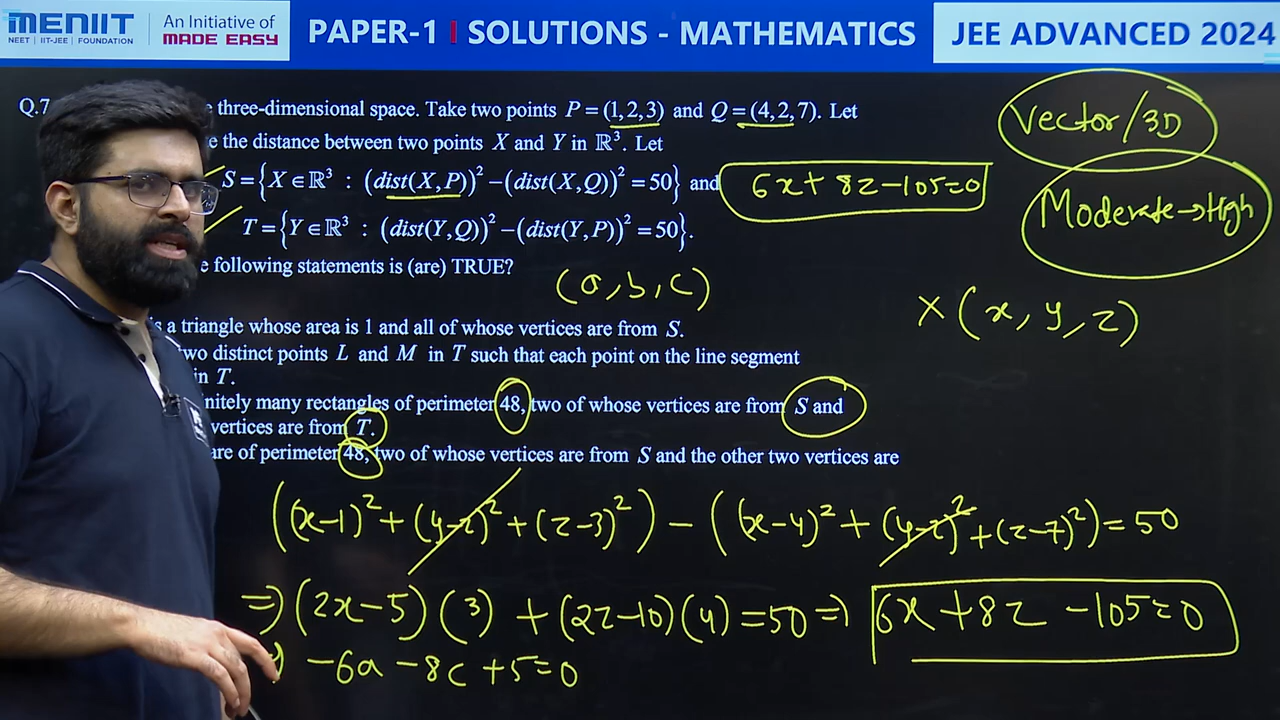 MENIIT
NEET | IIT-JEE | FOUNDATION
An Initiative of
MADE EASY
PAPER-1 | SOLUTIONS - MATHEMATICS
JEE ADVANCED 2024
Q.7 three-dimensional space. Take two points P = (1,2,3) and Q = (4,2,7). Let
the distance between two points X and Y in ℝ³. Let
S = {X ∈ ℝ³ : (dist(X,P))² − (dist(X,Q))² = 50} and
6x + 8z − 105 = 0
T = {Y ∈ ℝ³ : (dist(Y,Q))² − (dist(Y,P))² = 50}.
following statements is (are) TRUE?
Vector/3D
Moderate → High
(a, b, c)
X (x, y, z)
a triangle whose area is 1 and all of whose vertices are from S.
two distinct points L and M in T such that each point on the line segment
in T.
rectangles of perimeter 48, two of whose vertices are from S and
vertices are from T.
of perimeter 48, two of whose vertices are from S and the other two vertices are
((x−1)² + (y−2)² + (z−3)²) − ((x−4)² + (y−2)² + (z−7)²) = 50
⇒ (2x−5)(3) + (2z−10)(4) = 50 ⇒ 6x + 8z − 105 = 0
−6a − 8c + 5 = 0